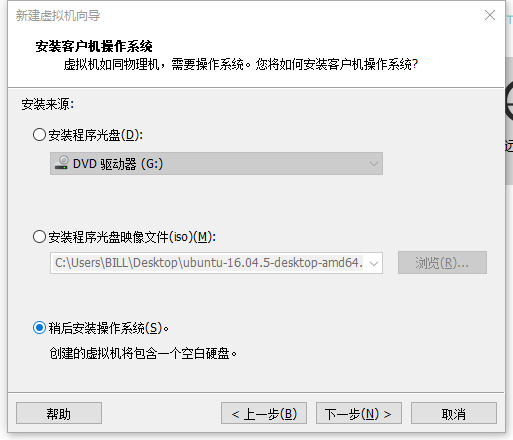 新建虚拟机向导
安装客户机操作系统
虚拟机如同物理机，需要操作系统。您将如何安装客户机操作系统?
安装来源:
安装程序光盘(D):
DVD 驱动器 (G:)
安装程序光盘映像文件(iso)(M):
C:\Users\BILL\Desktop\ubuntu-16.04.5-desktop-amd64.
浏览(R)...
稍后安装操作系统(S)。
创建的虚拟机将包含一个空白硬盘。
帮助
< 上一步(B)
下一步(N) >
取消